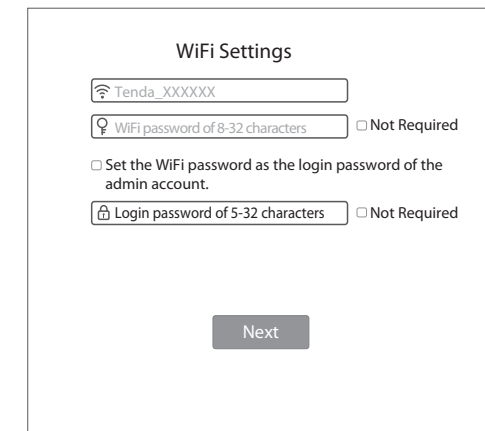 WiFi Settings
Tenda_XXXXXX
WiFi password of 8-32 characters
Not Required
Set the WiFi password as the login password of the
admin account.
Login password of 5-32 characters
Not Required
Next